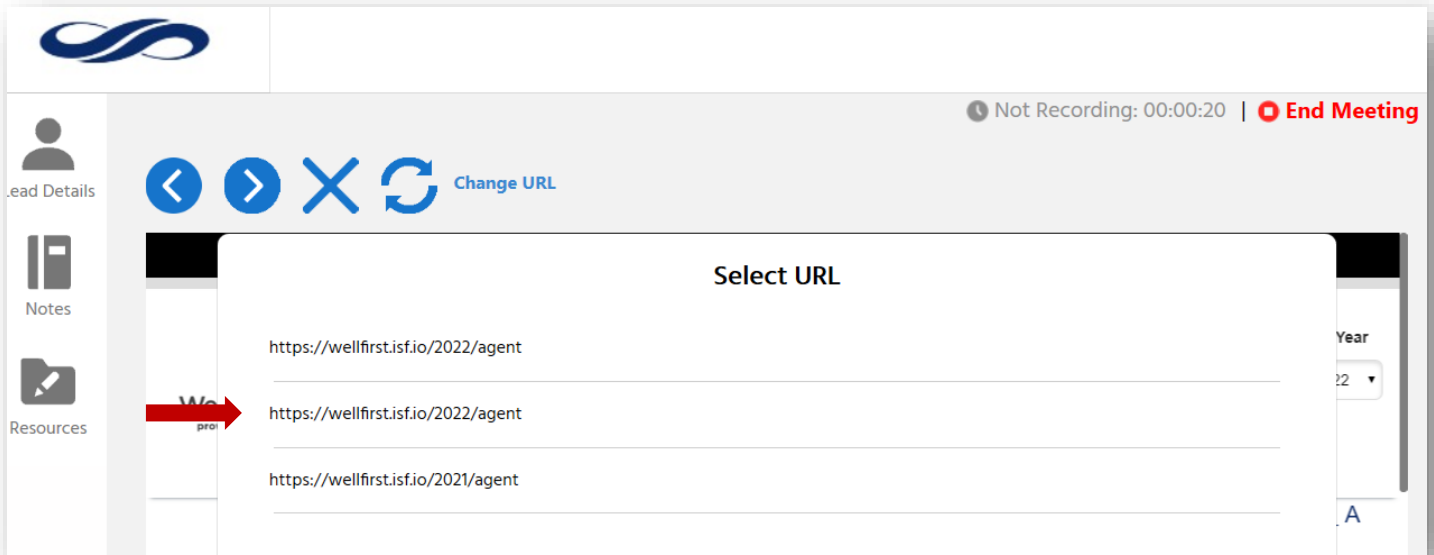 Not Recording: 00:00:20 | End Meeting
Lead Details
Change URL
Notes
Resources
Select URL
https://wellfirst.isf.io/2022/agent
https://wellfirst.isf.io/2022/agent
https://wellfirst.isf.io/2021/agent
Year
22
A